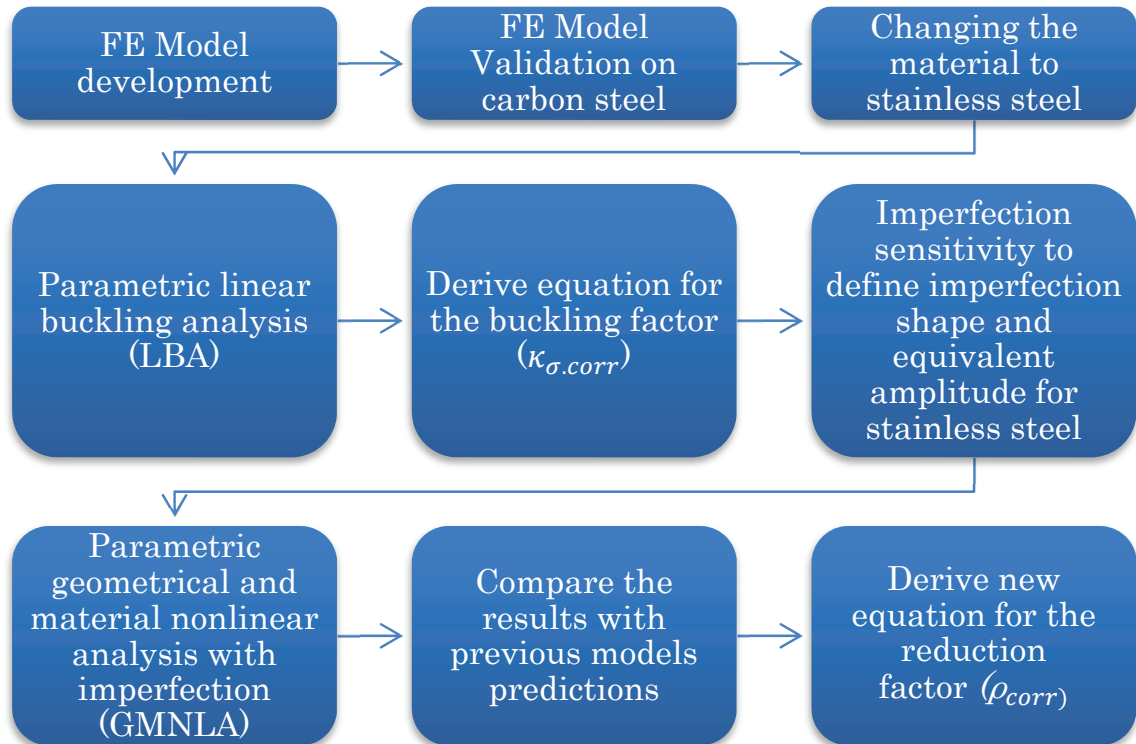 FE Model
development
FE Model
Validation on
carbon steel
Changing the
material to
stainless steel
Parametric linear
buckling analysis
(LBA)
Derive equation for
the buckling factor
(κσ.corr)
Imperfection
sensitivity to
define imperfection
shape and
equivalent
amplitude for
stainless steel
Parametric
geometrical and
material nonlinear
analysis with
imperfection
(GMNLA)
Compare the
results with
previous models
predictions
Derive new
equation for the
reduction
factor (ρcorr)